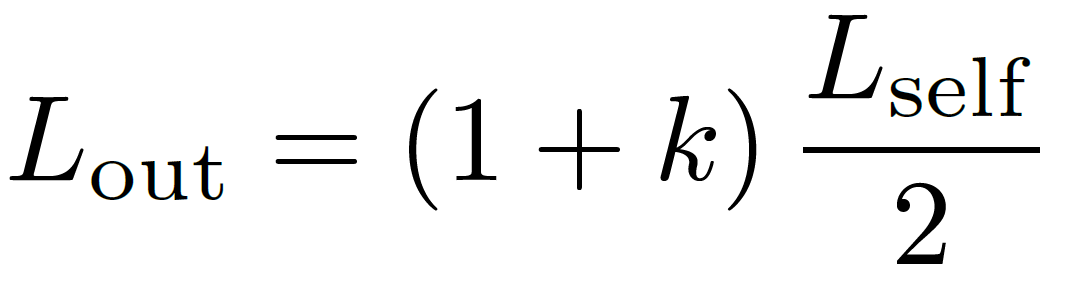 L_out = (1 + k) L_self / 2